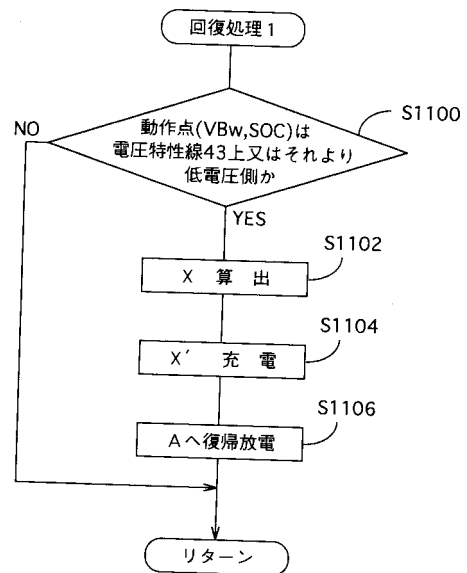 回復処理1
動作点(VBw,SOC)は
電圧特性線43上又はそれより
低電圧側か
S1100
NO
YES
X 算出
S1102
X′ 充電
S1104
Aへ復帰放電
S1106
リターン